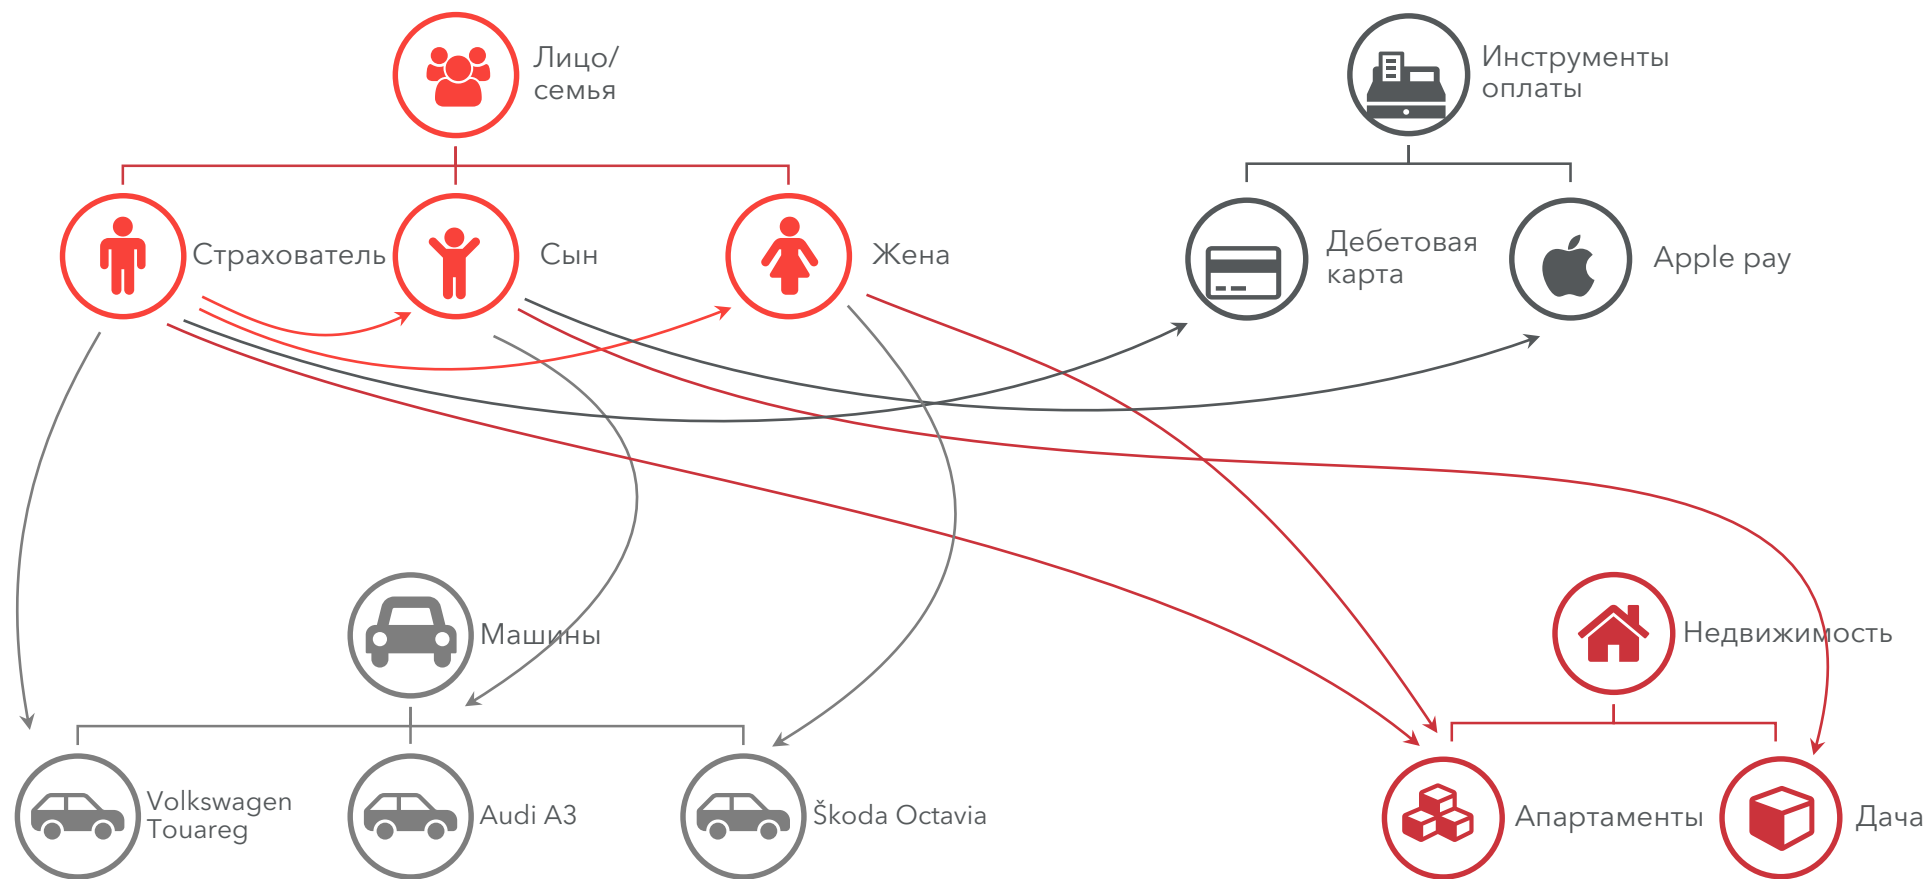 Лицо/
семья
Инструменты
оплаты
Страхователь
Сын
Жена
Дебетовая
карта
Apple pay
Машины
Недвижимость
Volkswagen
Touareg
Audi A3
Škoda Octavia
Апартаменты
Дача